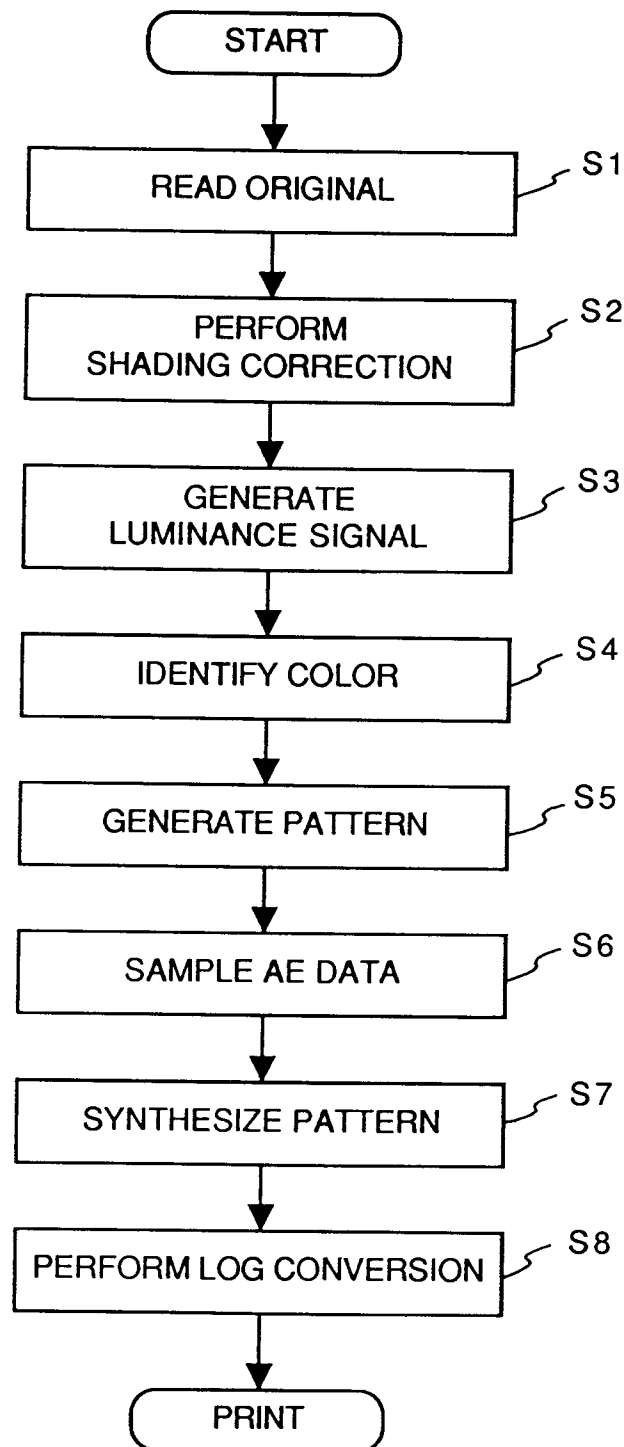 START
READ ORIGINAL
S1
PERFORM
SHADING CORRECTION
S2
GENERATE
LUMINANCE SIGNAL
S3
IDENTIFY COLOR
S4
GENERATE PATTERN
S5
SAMPLE AE DATA
S6
SYNTHESIZE PATTERN
S7
PERFORM LOG CONVERSION
S8
PRINT